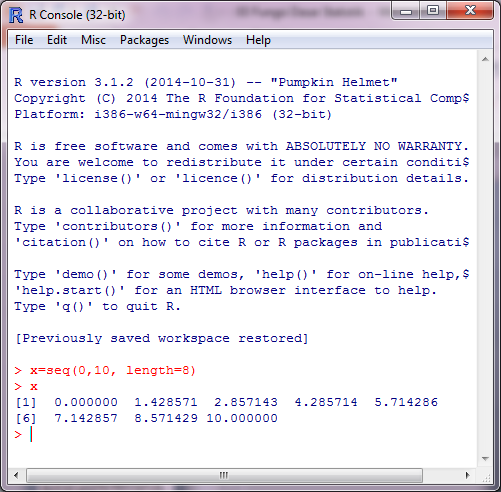 R Console (32-bit)
File Edit Misc Packages Windows Help
R version 3.1.2 (2014-10-31) -- "Pumpkin Helmet"
Copyright (C) 2014 The R Foundation for Statistical Comp$
Platform: i386-w64-mingw32/i386 (32-bit)
R is free software and comes with ABSOLUTELY NO WARRANTY.
You are welcome to redistribute it under certain conditi$
Type 'license()' or 'licence()' for distribution details.
R is a collaborative project with many contributors.
Type 'contributors()' for more information and
'citation()' on how to cite R or R packages in publicati$
Type 'demo()' for some demos, 'help()' for on-line help,$
'help.start()' for an HTML browser interface to help.
Type 'q()' to quit R.
[Previously saved workspace restored]
> x=seq(0,10, length=8)
> x
[1]  0.000000  1.428571  2.857143  4.285714  5.714286
[6]  7.142857  8.571429 10.000000
>